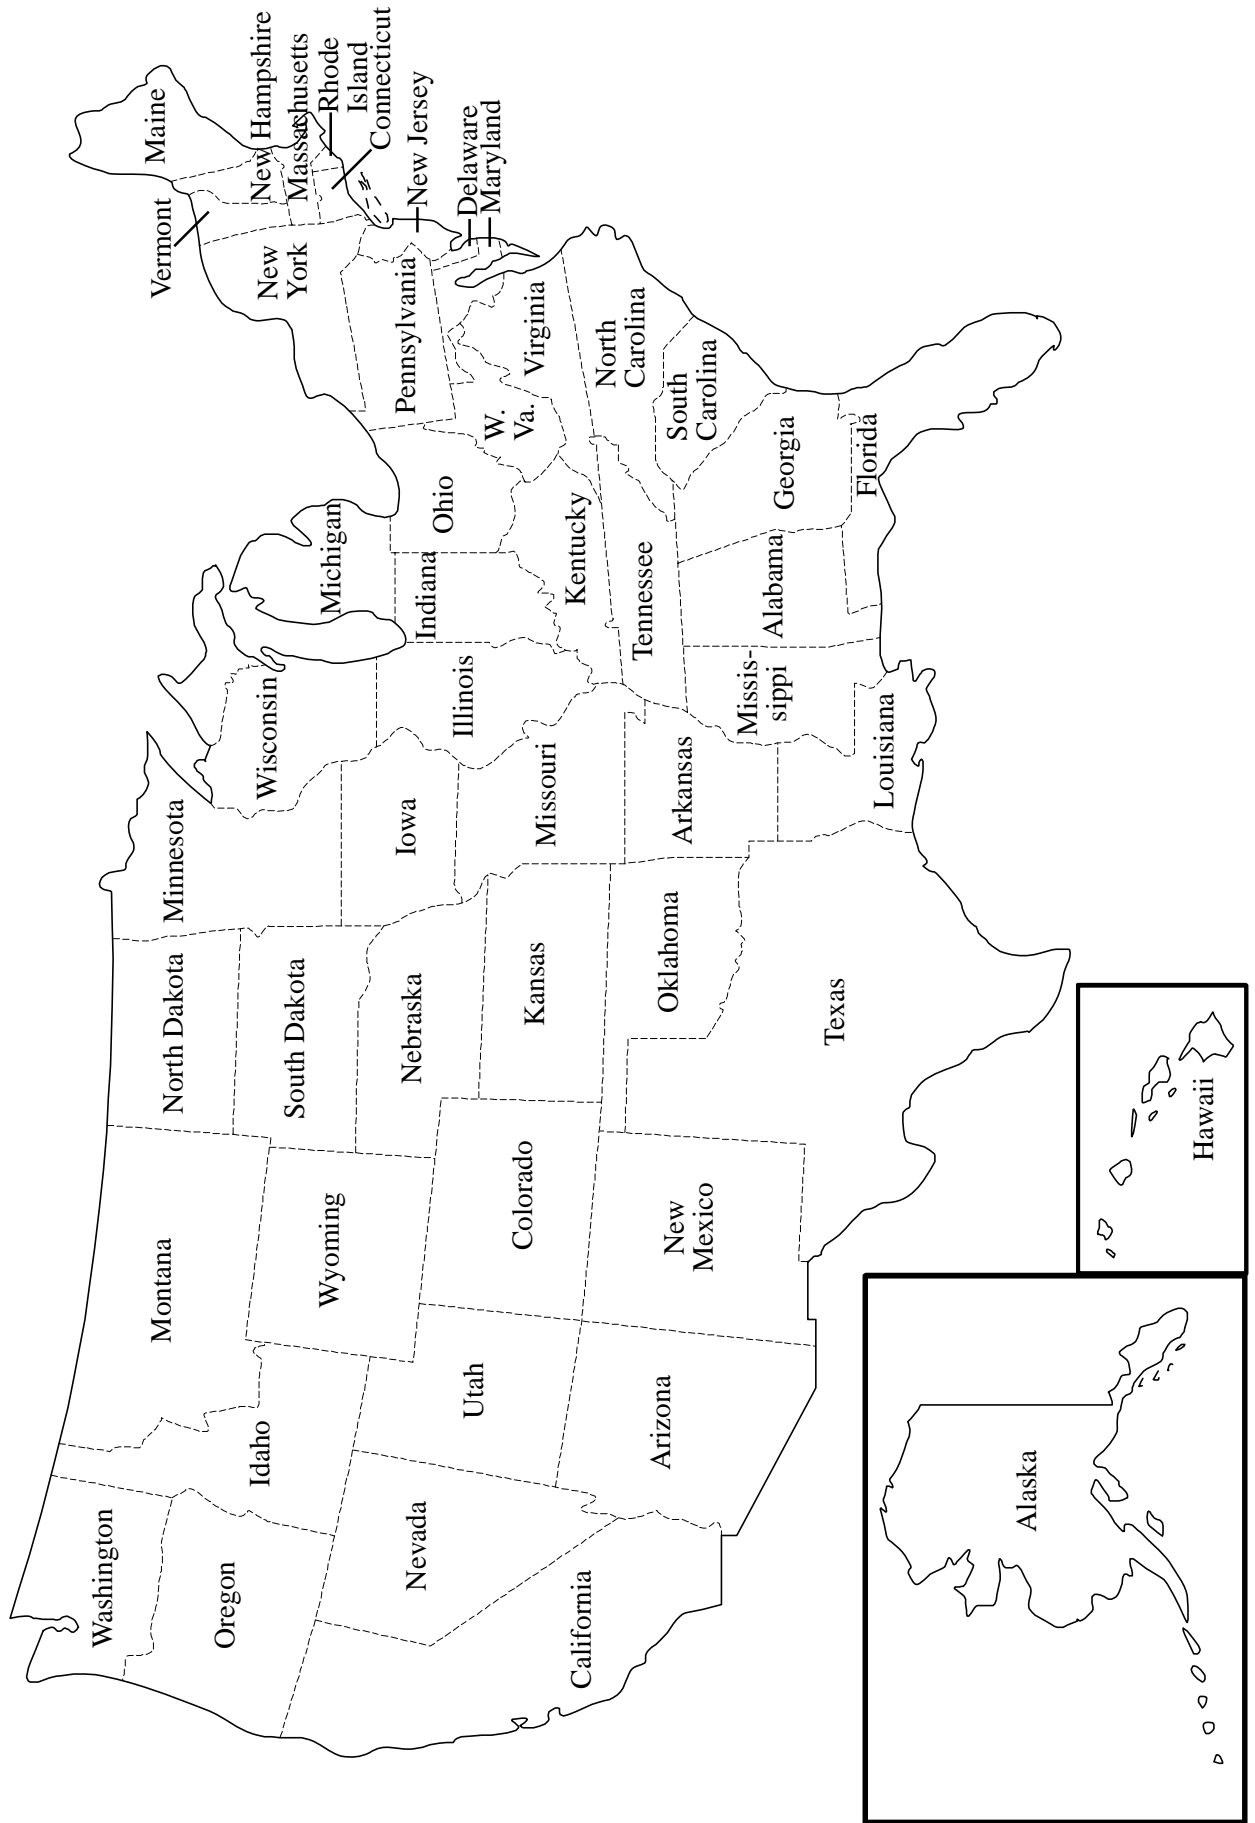 Washington
Oregon
California
Nevada
Idaho
Montana
Wyoming
Utah
Arizona
Colorado
New
Mexico
North Dakota
South Dakota
Nebraska
Kansas
Oklahoma
Texas
Minnesota
Iowa
Missouri
Arkansas
Louisiana
Wisconsin
Illinois
Michigan
Indiana
Ohio
Kentucky
Tennessee
Missis-
sippi
Alabama
Georgia
Florida
South
Carolina
North
Carolina
Virginia
W.
Va.
Pennsylvania
New
York
Vermont
Maine
New Hampshire
Massachusetts
Rhode
Island
Connecticut
New Jersey
Delaware
Maryland
Alaska
Hawaii